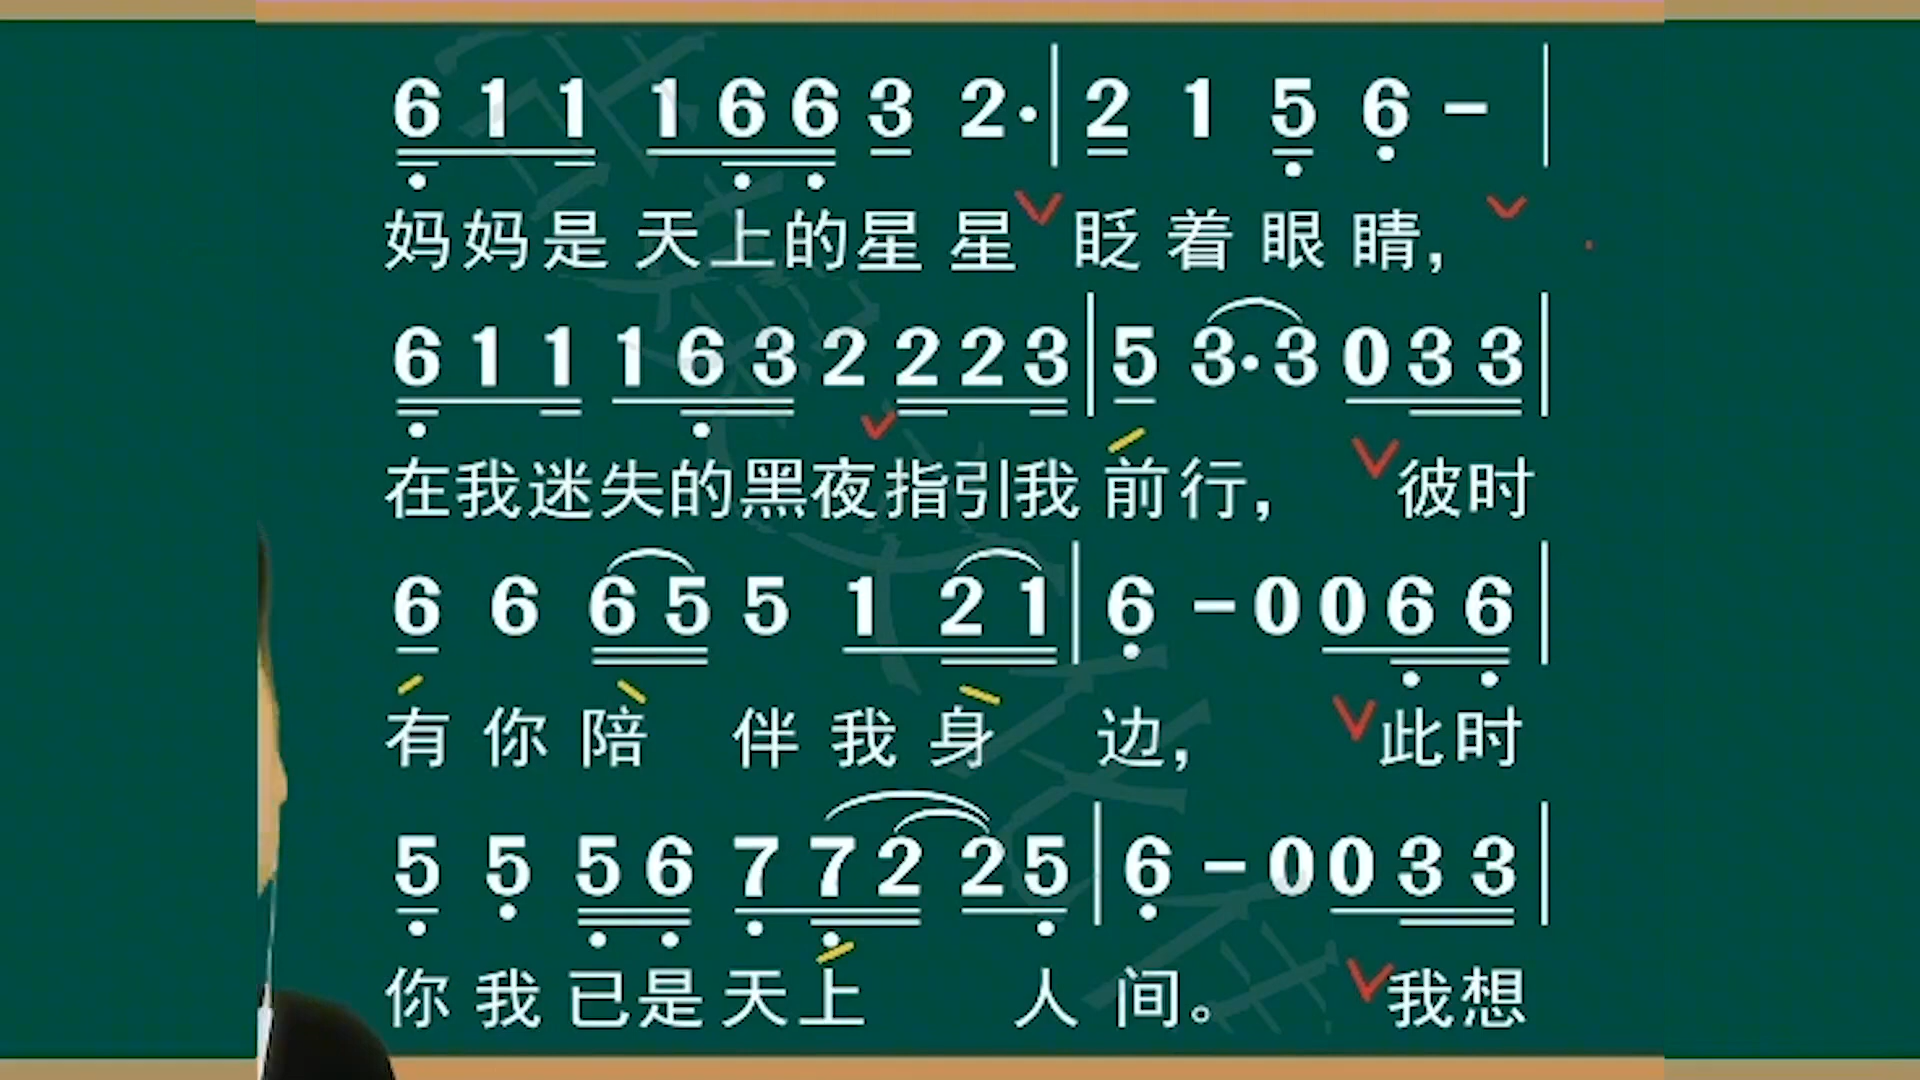 6 1 1 1 6 6 3 2· | 2 1 5 6 - |
妈妈是天上的星星 眨着眼睛，
6 1 1 1 6 3 2 2 2 3 | 5 3·3 0 3 3 |
在我迷失的黑夜指引我 前行， 彼时
6 6 6 5 5 1 2 1 | 6 - 0 0 6 6 |
有你陪 伴我身 边， 此时
5 5 5 6 7 7 2 2 5 | 6 - 0 0 3 3 |
你我已是天上 人间。 我想